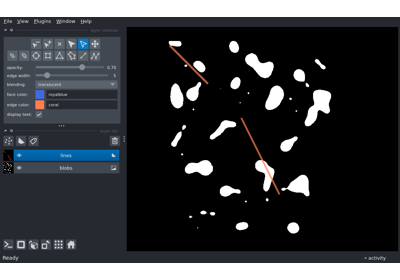 File View Plugins Window Help
opacity: 0.70
edge width: 5
blending: translucent
face color: royalblue
edge color: coral
display text: ✓
lines
blobs
Ready
activity